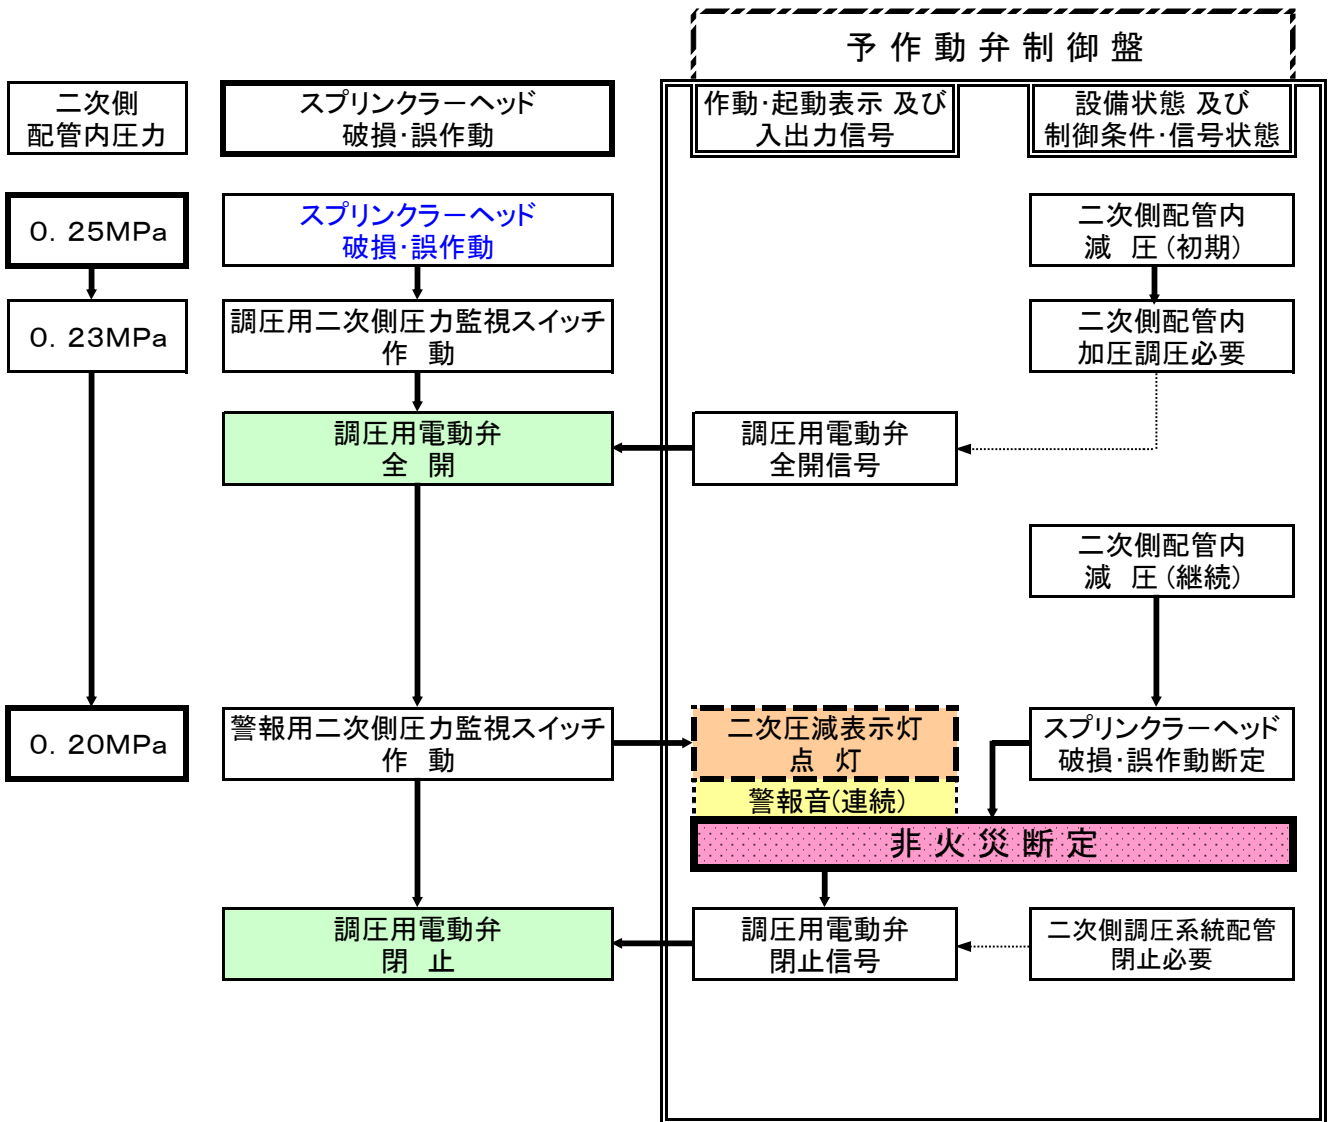 予作動弁制御盤
二次側
配管内圧力
スプリンクラーヘッド
破損・誤作動
作動・起動表示 及び
入出力信号
設備状態 及び
制御条件・信号状態
0. 25MPa
スプリンクラーヘッド
破損・誤作動
二次側配管内
減 圧(初期)
0. 23MPa
調圧用二次側圧力監視スイッチ
作 動
二次側配管内
加圧調圧必要
調圧用電動弁
全 開
調圧用電動弁
全開信号
二次側配管内
減 圧(継続)
0. 20MPa
警報用二次側圧力監視スイッチ
作 動
二次圧減表示灯
点 灯
警報音(連続)
スプリンクラーヘッド
破損・誤作動断定
非火災断定
調圧用電動弁
閉 止
調圧用電動弁
閉止信号
二次側調圧系統配管
閉止必要